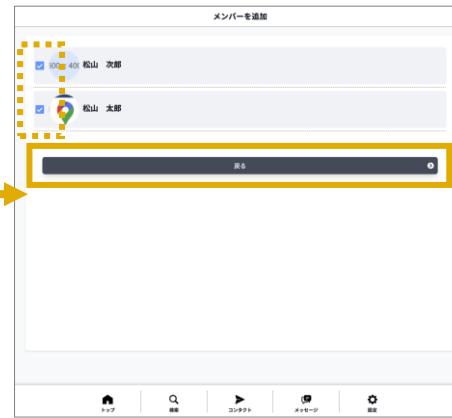 メンバーを追加
松山 次郎
松山 太郎
戻る
トップ
検索
コンタクト
メッセージ
設定